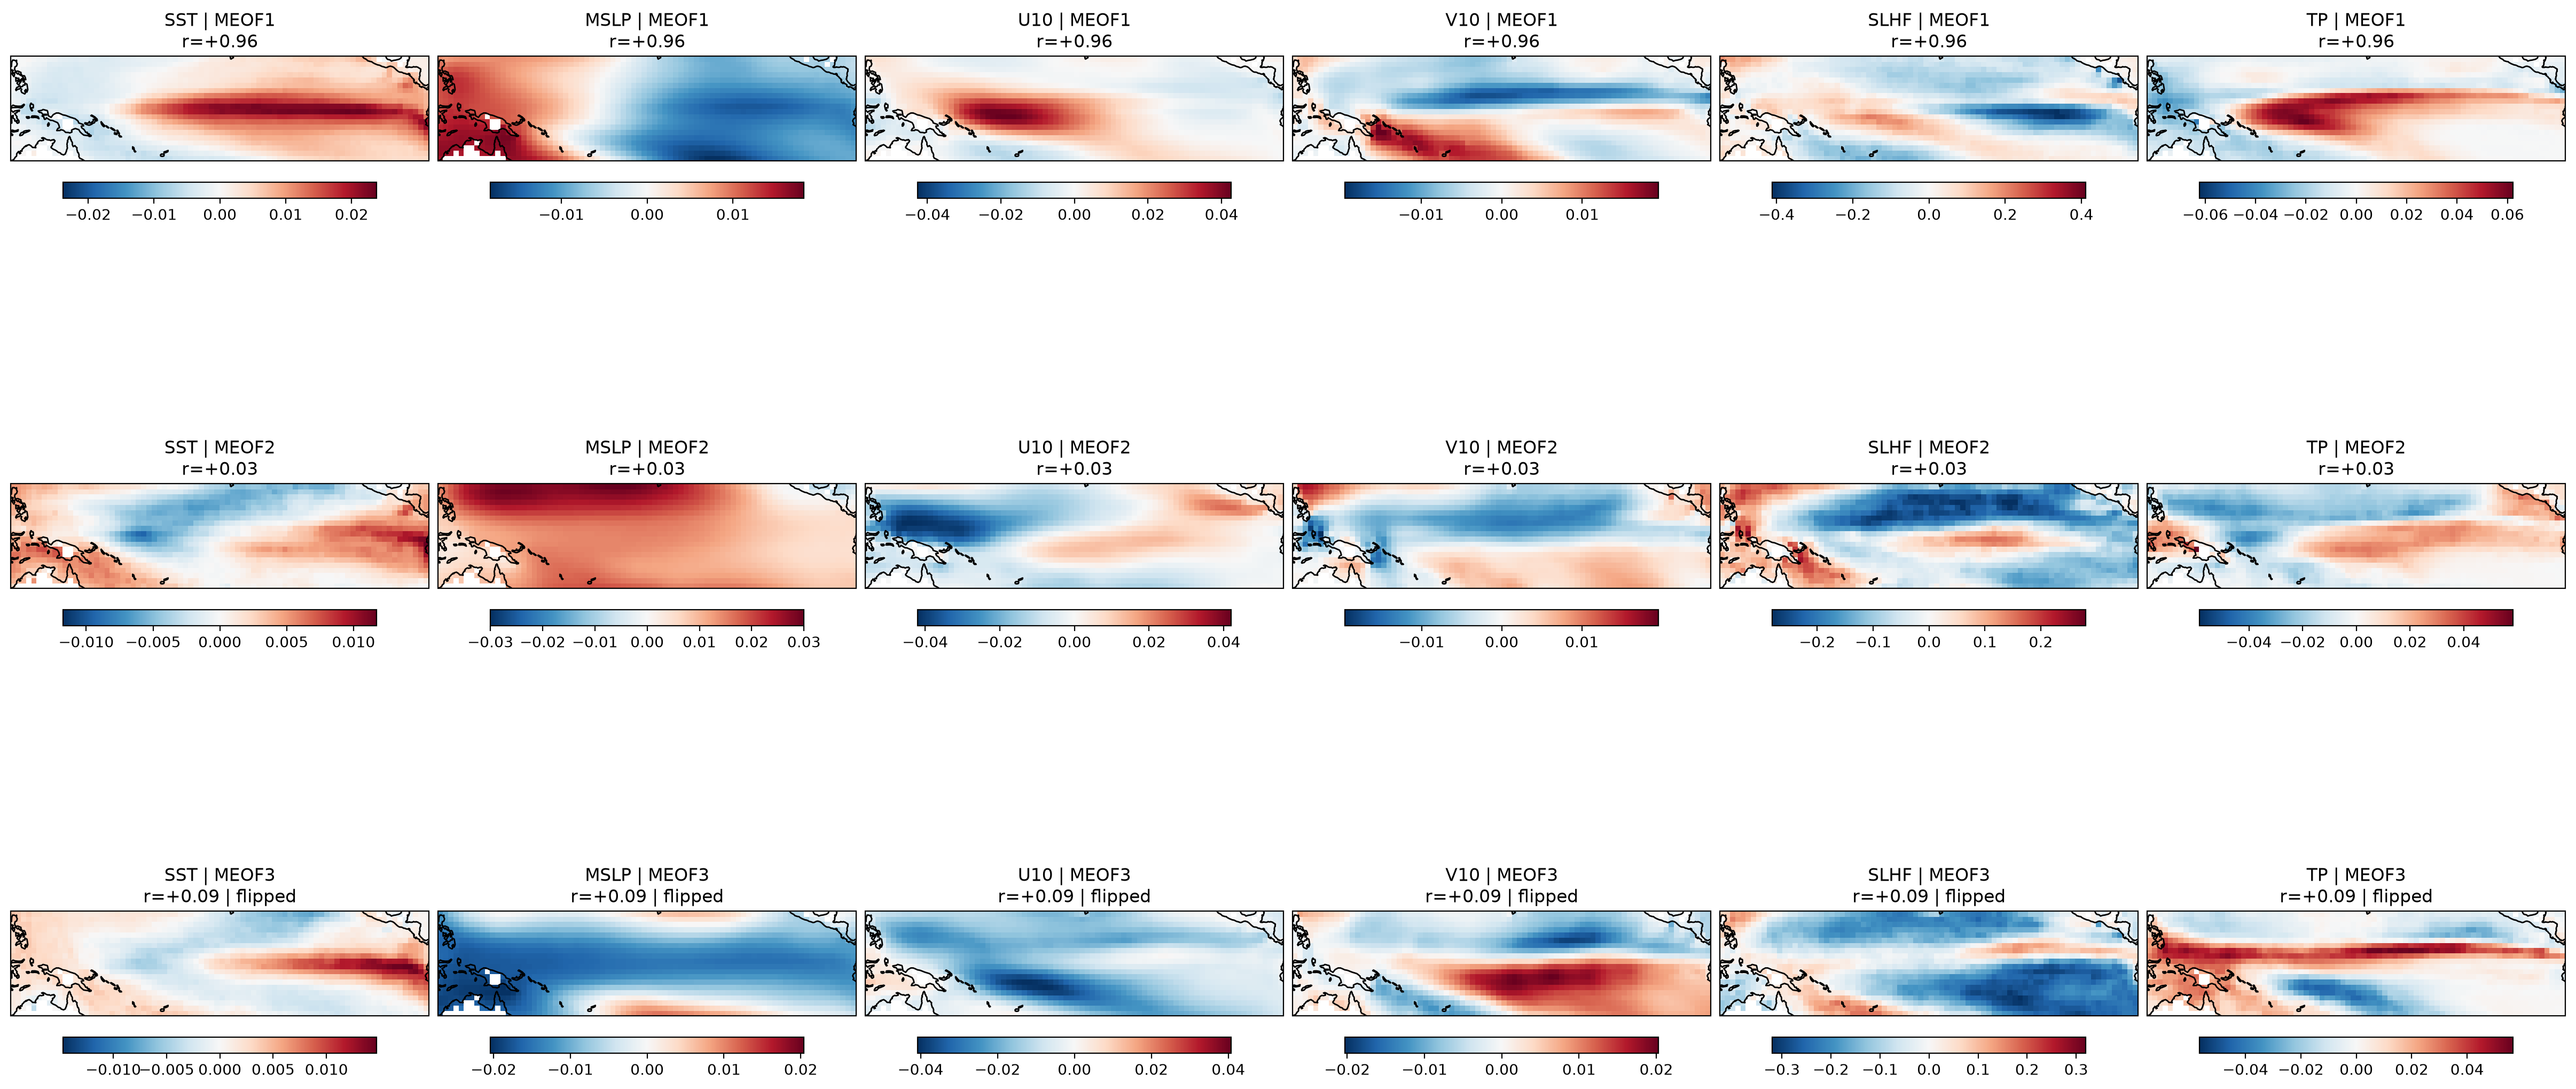 SST | MEOF1
r=+0.96
MSLP | MEOF1
r=+0.96
U10 | MEOF1
r=+0.96
V10 | MEOF1
r=+0.96
SLHF | MEOF1
r=+0.96
TP | MEOF1
r=+0.96
−0.02 −0.01 0.00 0.01 0.02
−0.01 0.00 0.01
−0.04 −0.02 0.00 0.02 0.04
−0.01 0.00 0.01
−0.4 −0.2 0.0 0.2 0.4
−0.06 −0.04 −0.02 0.00 0.02 0.04 0.06
SST | MEOF2
r=+0.03
MSLP | MEOF2
r=+0.03
U10 | MEOF2
r=+0.03
V10 | MEOF2
r=+0.03
SLHF | MEOF2
r=+0.03
TP | MEOF2
r=+0.03
−0.010 −0.005 0.000 0.005 0.010
−0.03 −0.02 −0.01 0.00 0.01 0.02 0.03
−0.04 −0.02 0.00 0.02 0.04
−0.01 0.00 0.01
−0.2 −0.1 0.0 0.1 0.2
−0.04 −0.02 0.00 0.02 0.04
SST | MEOF3
r=+0.09 | flipped
MSLP | MEOF3
r=+0.09 | flipped
U10 | MEOF3
r=+0.09 | flipped
V10 | MEOF3
r=+0.09 | flipped
SLHF | MEOF3
r=+0.09 | flipped
TP | MEOF3
r=+0.09 | flipped
−0.010 −0.005 0.000 0.005 0.010
−0.02 −0.01 0.00 0.01 0.02
−0.04 −0.02 0.00 0.02 0.04
−0.02 −0.01 0.00 0.01 0.02
−0.3 −0.2 −0.1 0.0 0.1 0.2 0.3
−0.04 −0.02 0.00 0.02 0.04